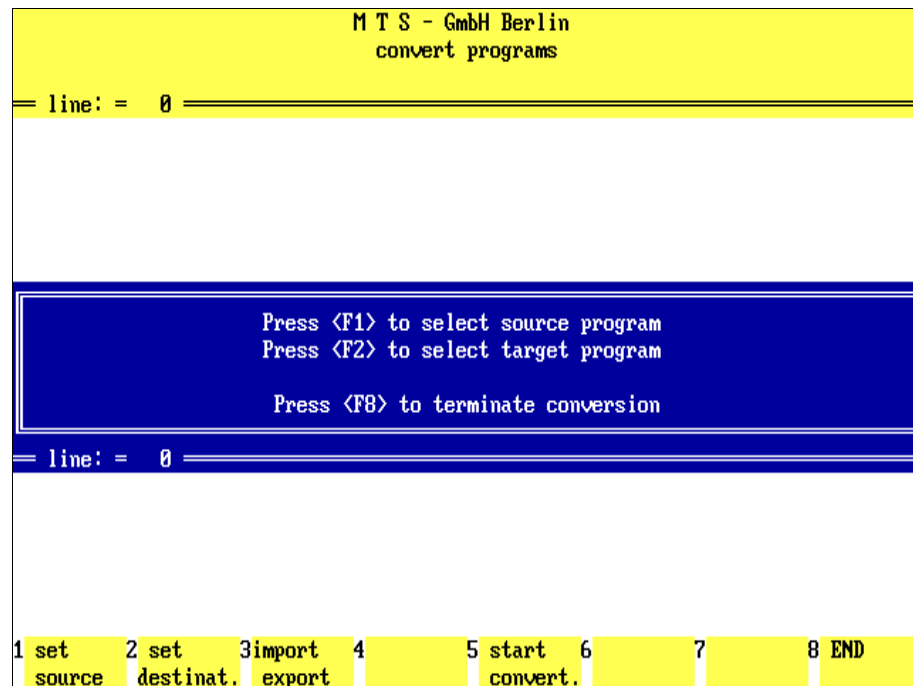 M T S - GmbH Berlin
convert programs
line: = 0
Press <F1> to select source program
Press <F2> to select target program
Press <F8> to terminate conversion
line: = 0
1 set 2 set 3 import 4 5 start 6 7 8 END
source destinat. export convert.